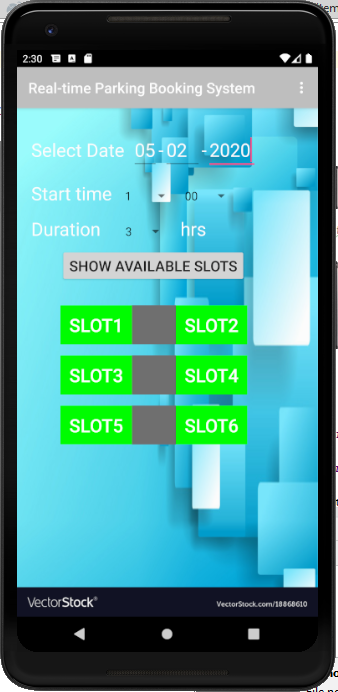 2:30
Real-time Parking Booking System
Select Date 05-02 -2020
Start time 1 00
Duration 3 hrs
SHOW AVAILABLE SLOTS
SLOT1 SLOT2
SLOT3 SLOT4
SLOT5 SLOT6
VectorStock® VectorStock.com/18868610